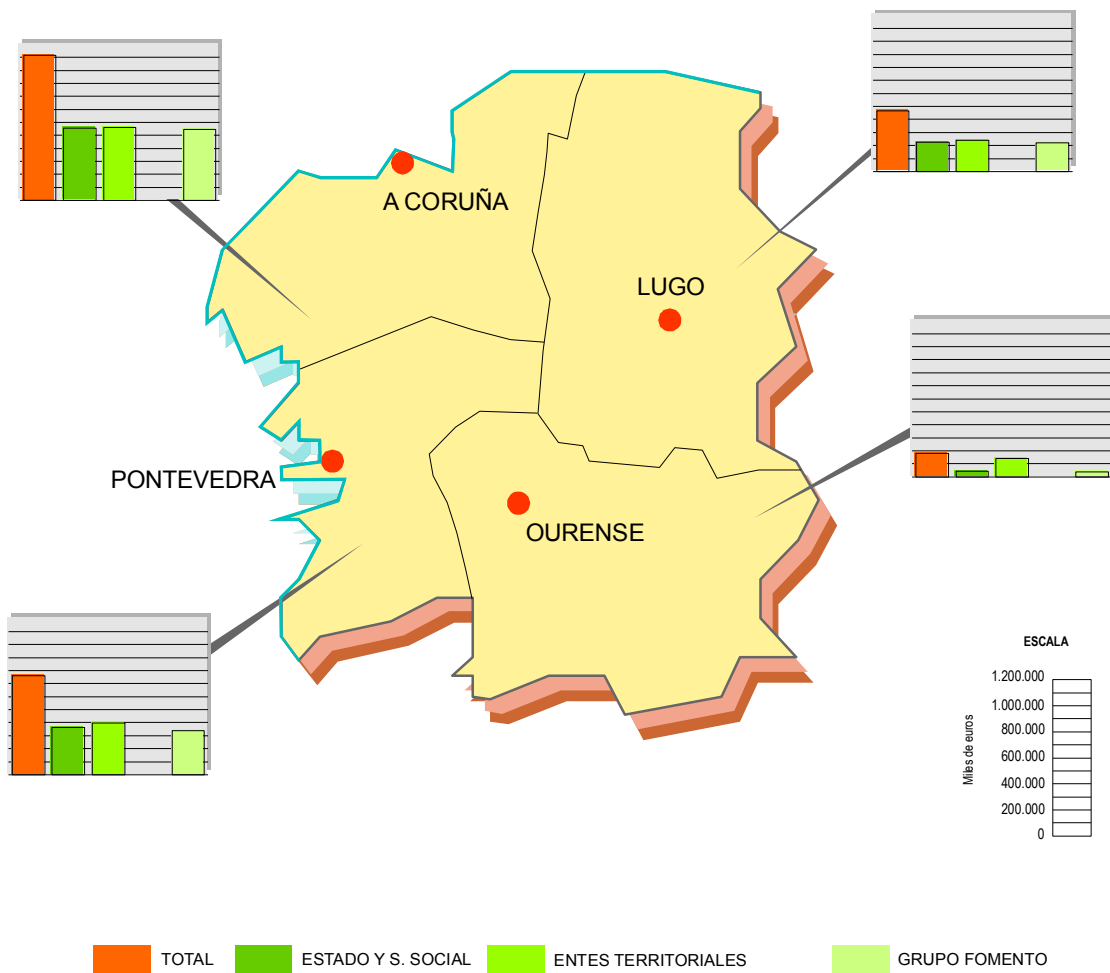 A CORUÑA
LUGO
PONTEVEDRA
OURENSE
ESCALA
Miles de euros
1.200.000
1.000.000
800.000
600.000
400.000
200.000
0
TOTAL
ESTADO Y S. SOCIAL
ENTES TERRITORIALES
GRUPO FOMENTO